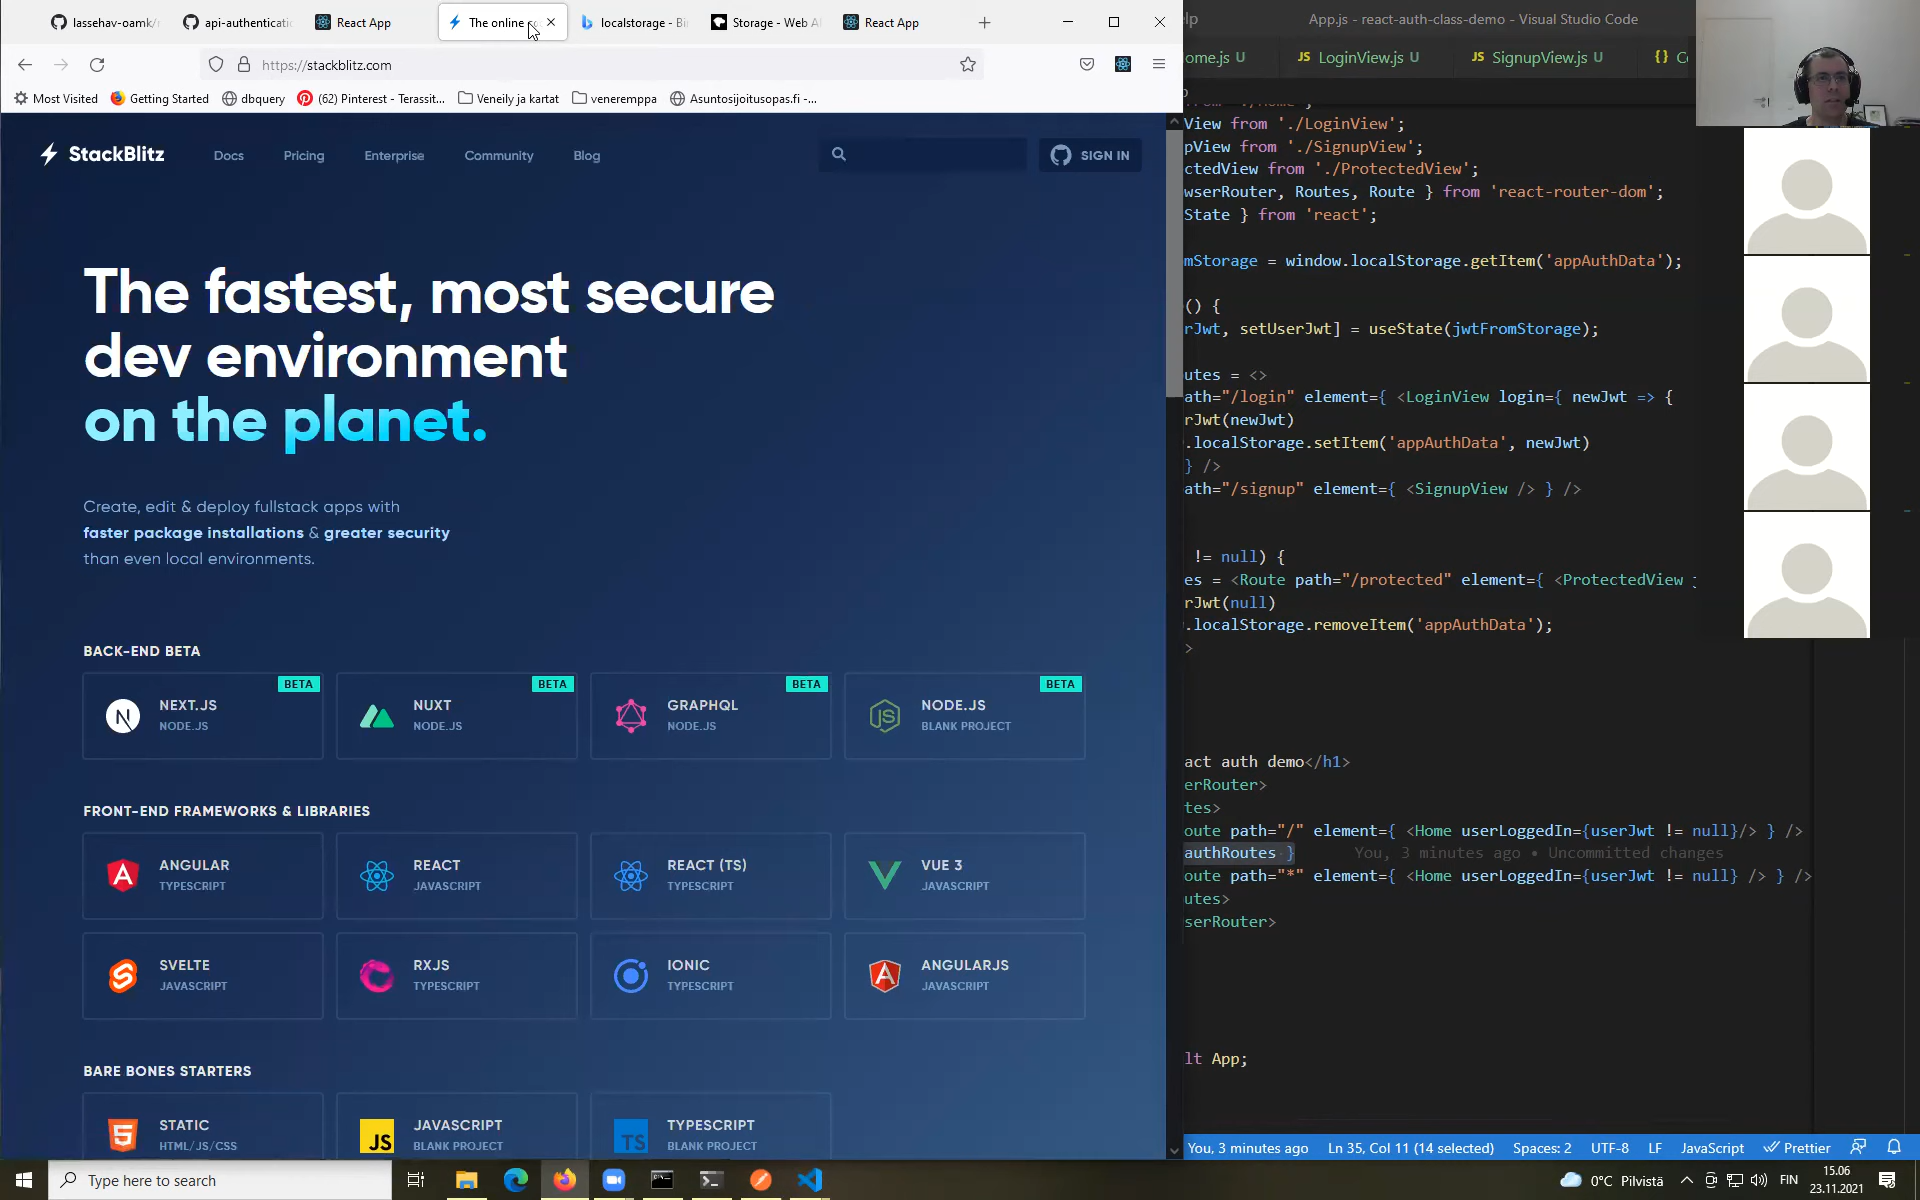 lassehav-oamk/r
api-authenticati
React App
The online
localstorage - Bi
Storage - Web A
React App
https://stackblitz.com
Most Visited
Getting Started
dbquery
(62) Pinterest - Terassit...
Veneily ja kartat
veneremppa
Asuntosijoitusopas.fi -...
StackBlitz
Docs
Pricing
Enterprise
Community
Blog
SIGN IN
The fastest, most secure
dev environment
on the planet.
Create, edit & deploy fullstack apps with
faster package installations & greater security
than even local environments.
BACK-END BETA
NEXT.JS
NODE.JS
BETA
NUXT
NODE.JS
BETA
GRAPHQL
NODE.JS
BETA
NODE.JS
BLANK PROJECT
BETA
FRONT-END FRAMEWORKS & LIBRARIES
ANGULAR
TYPESCRIPT
REACT
JAVASCRIPT
REACT (TS)
TYPESCRIPT
VUE 3
JAVASCRIPT
SVELTE
JAVASCRIPT
RXJS
TYPESCRIPT
IONIC
TYPESCRIPT
ANGULARJS
JAVASCRIPT
BARE BONES STARTERS
STATIC
HTML/JS/CSS
JS
JAVASCRIPT
BLANK PROJECT
TS
TYPESCRIPT
BLANK PROJECT
lp
App.js - react-auth-class-demo - Visual Studio Code
ome.js U
JS LoginView.js U
JS SignupView.js U
{} C
View from './LoginView';
pView from './SignupView';
ctedView from './ProtectedView';
wserRouter, Routes, Route } from 'react-router-dom';
State } from 'react';
mStorage = window.localStorage.getItem('appAuthData');
() {
rJwt, setUserJwt] = useState(jwtFromStorage);
utes = <>
ath="/login" element={ <LoginView login={ newJwt => {
rJwt(newJwt)
.localStorage.setItem('appAuthData', newJwt)
} />
ath="/signup" element={ <SignupView /> } />
!= null) {
es = <Route path="/protected" element={ <ProtectedView
rJwt(null)
.localStorage.removeItem('appAuthData');
>
act auth demo</h1>
erRouter>
tes>
oute path="/" element={ <Home userLoggedIn={userJwt != null}/> } />
authRoutes } You, 3 minutes ago • Uncommitted changes
oute path="*" element={ <Home userLoggedIn={userJwt != null} /> } />
utes>
serRouter>
lt App;
You, 3 minutes ago
Ln 35, Col 11 (14 selected)
Spaces: 2
UTF-8
LF
JavaScript
Prettier
Type here to search
0°C Pilvistä
FIN
15.06
23.11.2021